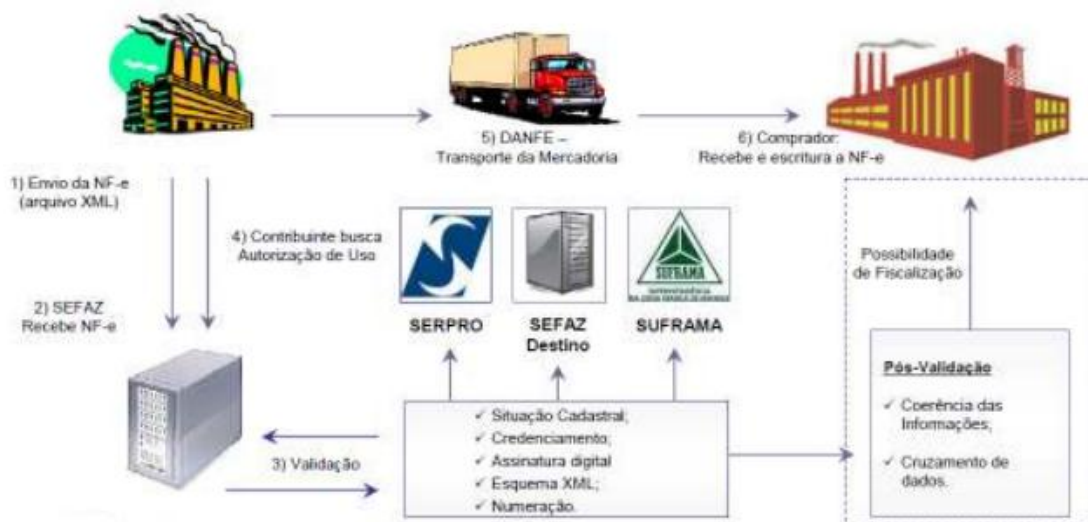 5) DANFE –
Transporte da Mercadoria
6) Comprador:
Recebe e escritura a NF-e
1) Envio da NF-e
(arquivo XML)
4) Contribuinte busca
Autorização de Uso
2) SEFAZ
Recebe NF-e
SUFRAMA
SERPRO
SEFAZ
Destino
SUFRAMA
Possibilidade
de Fiscalização
3) Validação
✓ Situação Cadastral;
✓ Credenciamento;
✓ Assinatura digital
✓ Esquema XML;
✓ Numeração.
Pós-Validação
✓ Coerência das
Informações;
✓ Cruzamento de
dados.